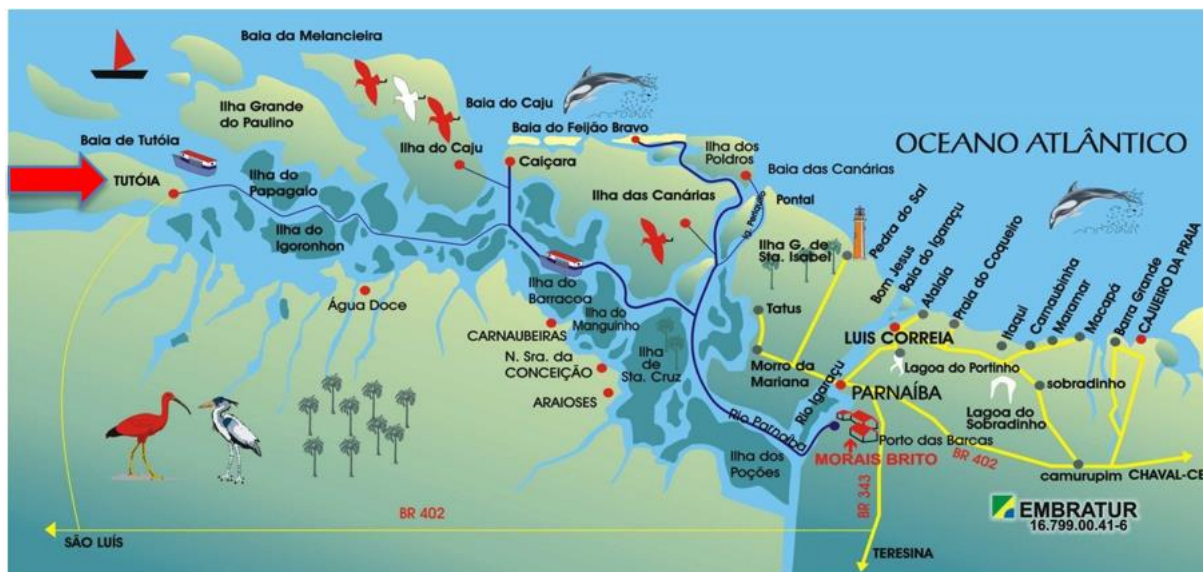 Baia da Melancieira
Ilha Grande
do Paulino
Baia do Caju
Baia de Tutóia
Baia do Feijão Bravo
OCEANO ATLÂNTICO
Ilha do Caju
Caiçara
Ilha dos
Poldros
Baia das Canárias
TUTÓIA
Ilha do
Papagaio
Ilha das Canárias
Pontal
Ig. Periquito
Pedra do Sal
Ilha do
Igoronhon
Ilha G. de
Sta. Isabel
Bom Jesus
Baia do Igaraçu
Atalaia
Praia do Coqueiro
Itaqui
Carnaubinha
Maramar
Macapá
Barra Grande
CAJUEIRO DA PRAIA
Água Doce
Ilha do
Barracoa
Tatus
Ilha do
Manguinho
CARNAUBEIRAS
LUIS CORREIA
N. Sra. da
CONCEIÇÃO
Ilha
de
Sta. Cruz
Morro da
Mariana
Lagoa do Portinho
sobradinho
ARAIOSES
PARNAÍBA
Lagoa do
Sobradinho
Rio Igaraçu
Rio Parnaíba
Porto das Barcas
Ilha dos
Poções
MORAIS BRITO
BR 402
camurupim
CHAVAL-CE
BR 343
EMBRATUR
16.799.00.41-6
BR 402
SÃO LUÍS
TERESINA